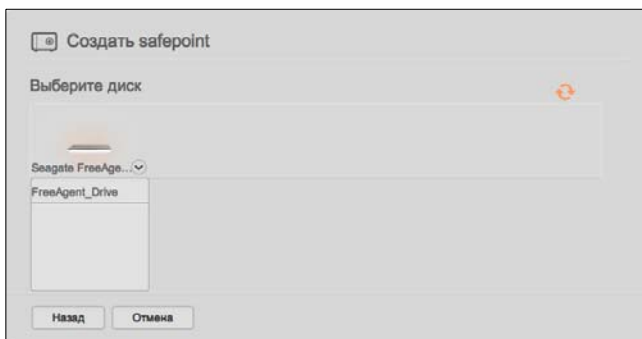 Создать safepoint
Выберите диск
Seagate FreeAge...
FreeAgent_Drive
Назад
Отмена